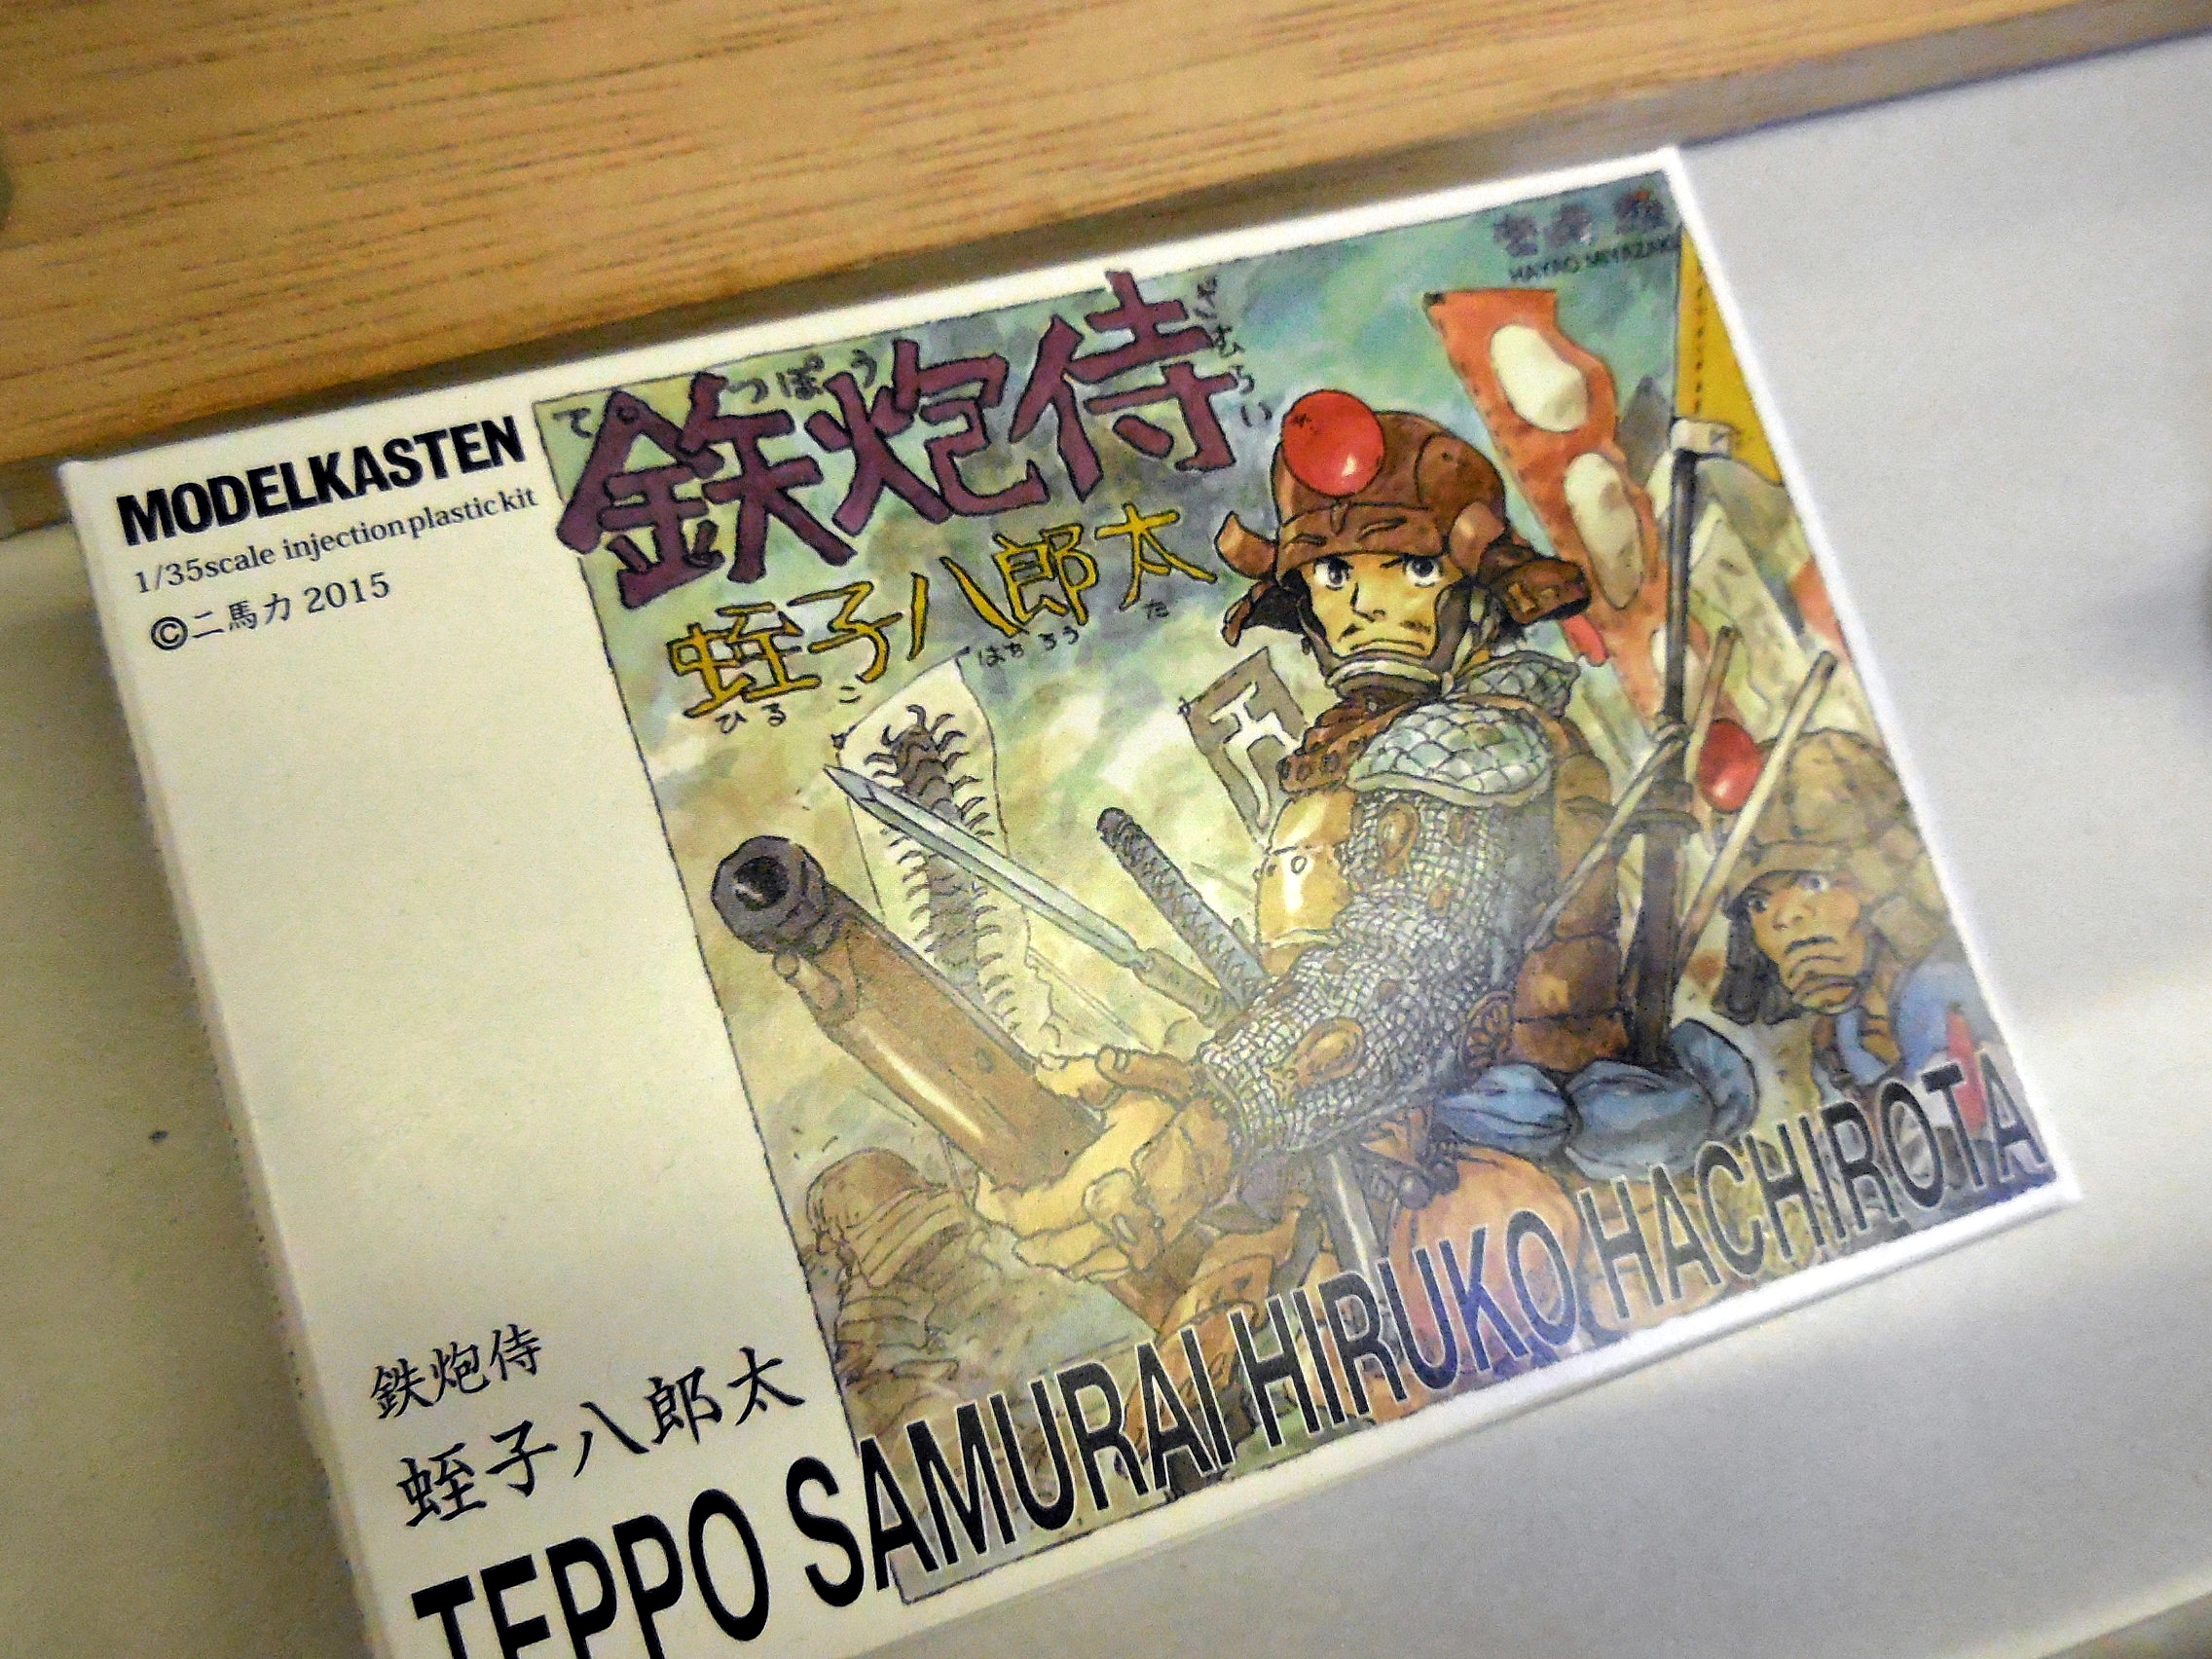 MODELKASTEN
1/35scale injection plastic kit
©二馬力 2015
宮崎 駿
HAYAO MIYAZAKI
てっぽうざむらい
鉄炮侍
蛭子八郎太
ひるこ はちろうた
鉄炮侍
蛭子八郎太
TEPPO SAMURAI HIRUKO HACHIROTA